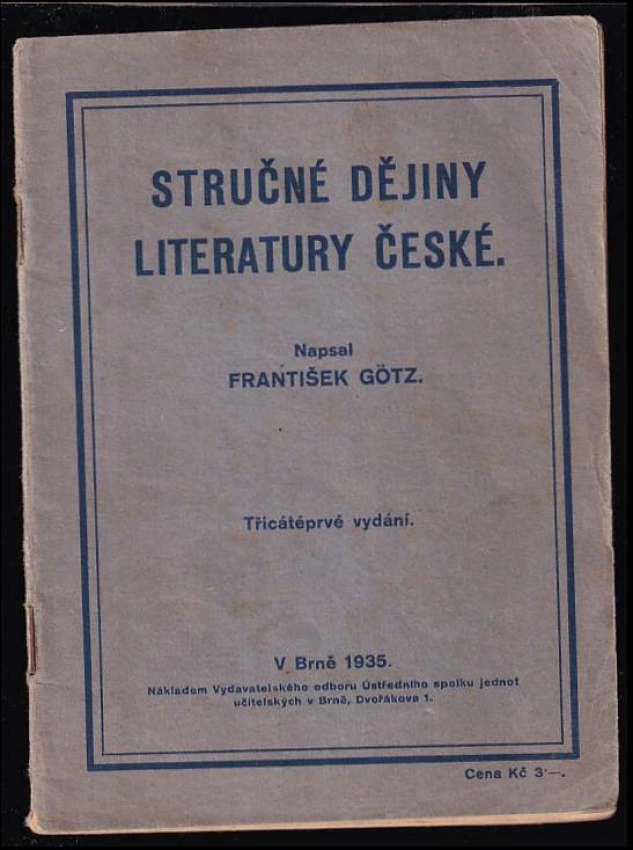 STRUČNÉ DĚJINY
LITERATURY ČESKÉ.
Napsal
FRANTIŠEK GÖTZ.
Třicátéprvé vydání.
V Brně 1935.
Nákladem Vydavatelského odboru Ústředního spolku jednot
učitelských v Brně, Dvořákova 1.
Cena Kč 3·—.